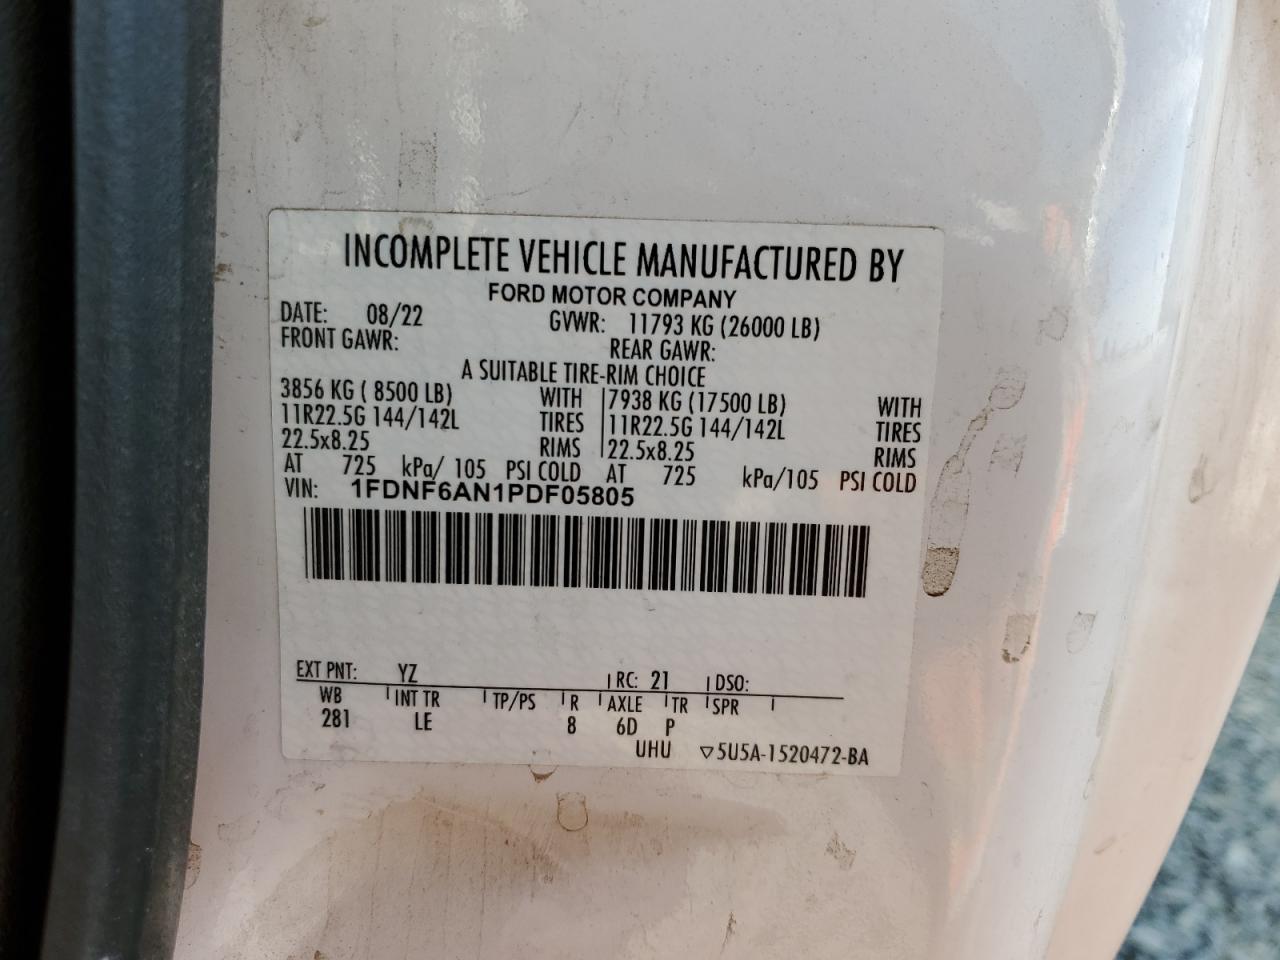 INCOMPLETE VEHICLE MANUFACTURED BY
FORD MOTOR COMPANY
DATE: 08/22 GVWR: 11793 KG (26000 LB)
FRONT GAWR: REAR GAWR:
A SUITABLE TIRE-RIM CHOICE
3856 KG ( 8500 LB) WITH 7938 KG (17500 LB) WITH
11R22.5G 144/142L TIRES 11R22.5G 144/142L TIRES
22.5x8.25 RIMS 22.5x8.25 RIMS
AT 725 kPa/ 105 PSI COLD AT 725 kPa/105 PSI COLD
VIN: 1FDNF6AN1PDF05805
EXT PNT: YZ RC: 21 DSO:
WB INT TR TP/PS R AXLE TR SPR
281 LE 8 6D P
UHU ▽5U5A-1520472-BA